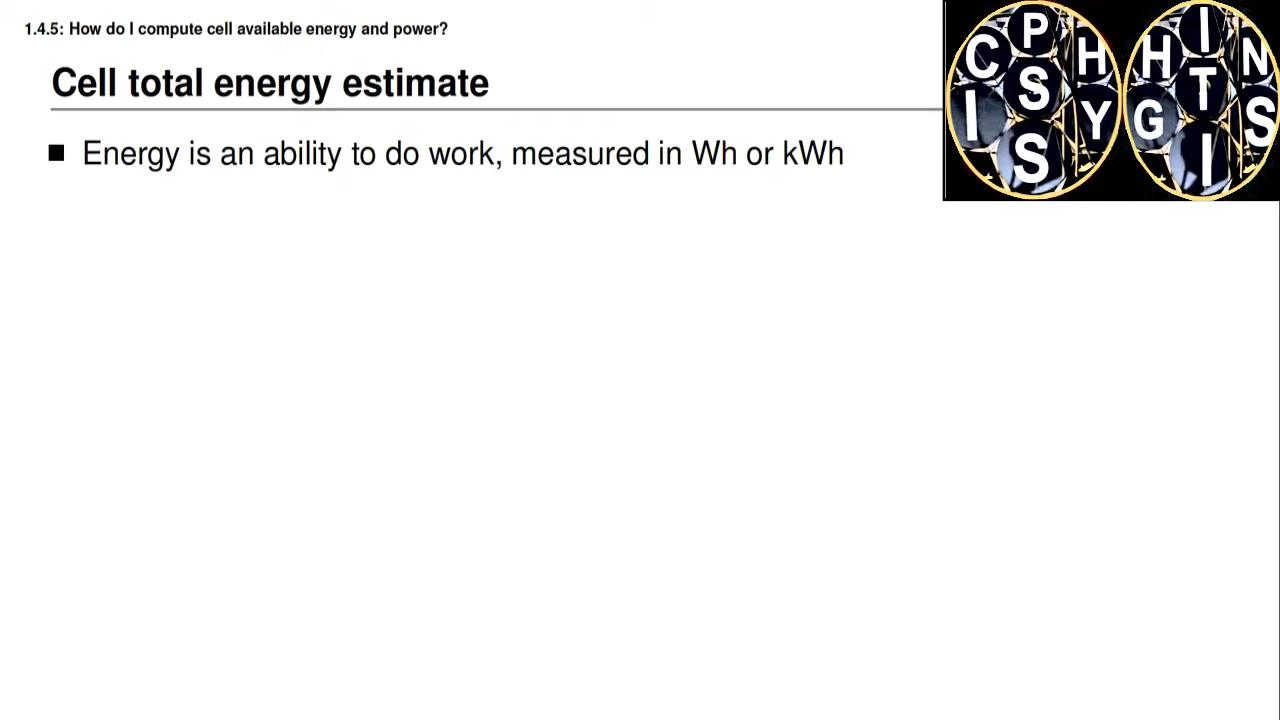 1.4.5: How do I compute cell available energy and power?
Cell total energy estimate
■ Energy is an ability to do work, measured in Wh or kWh
P
C S H
I S Y
I
H T N
G I S